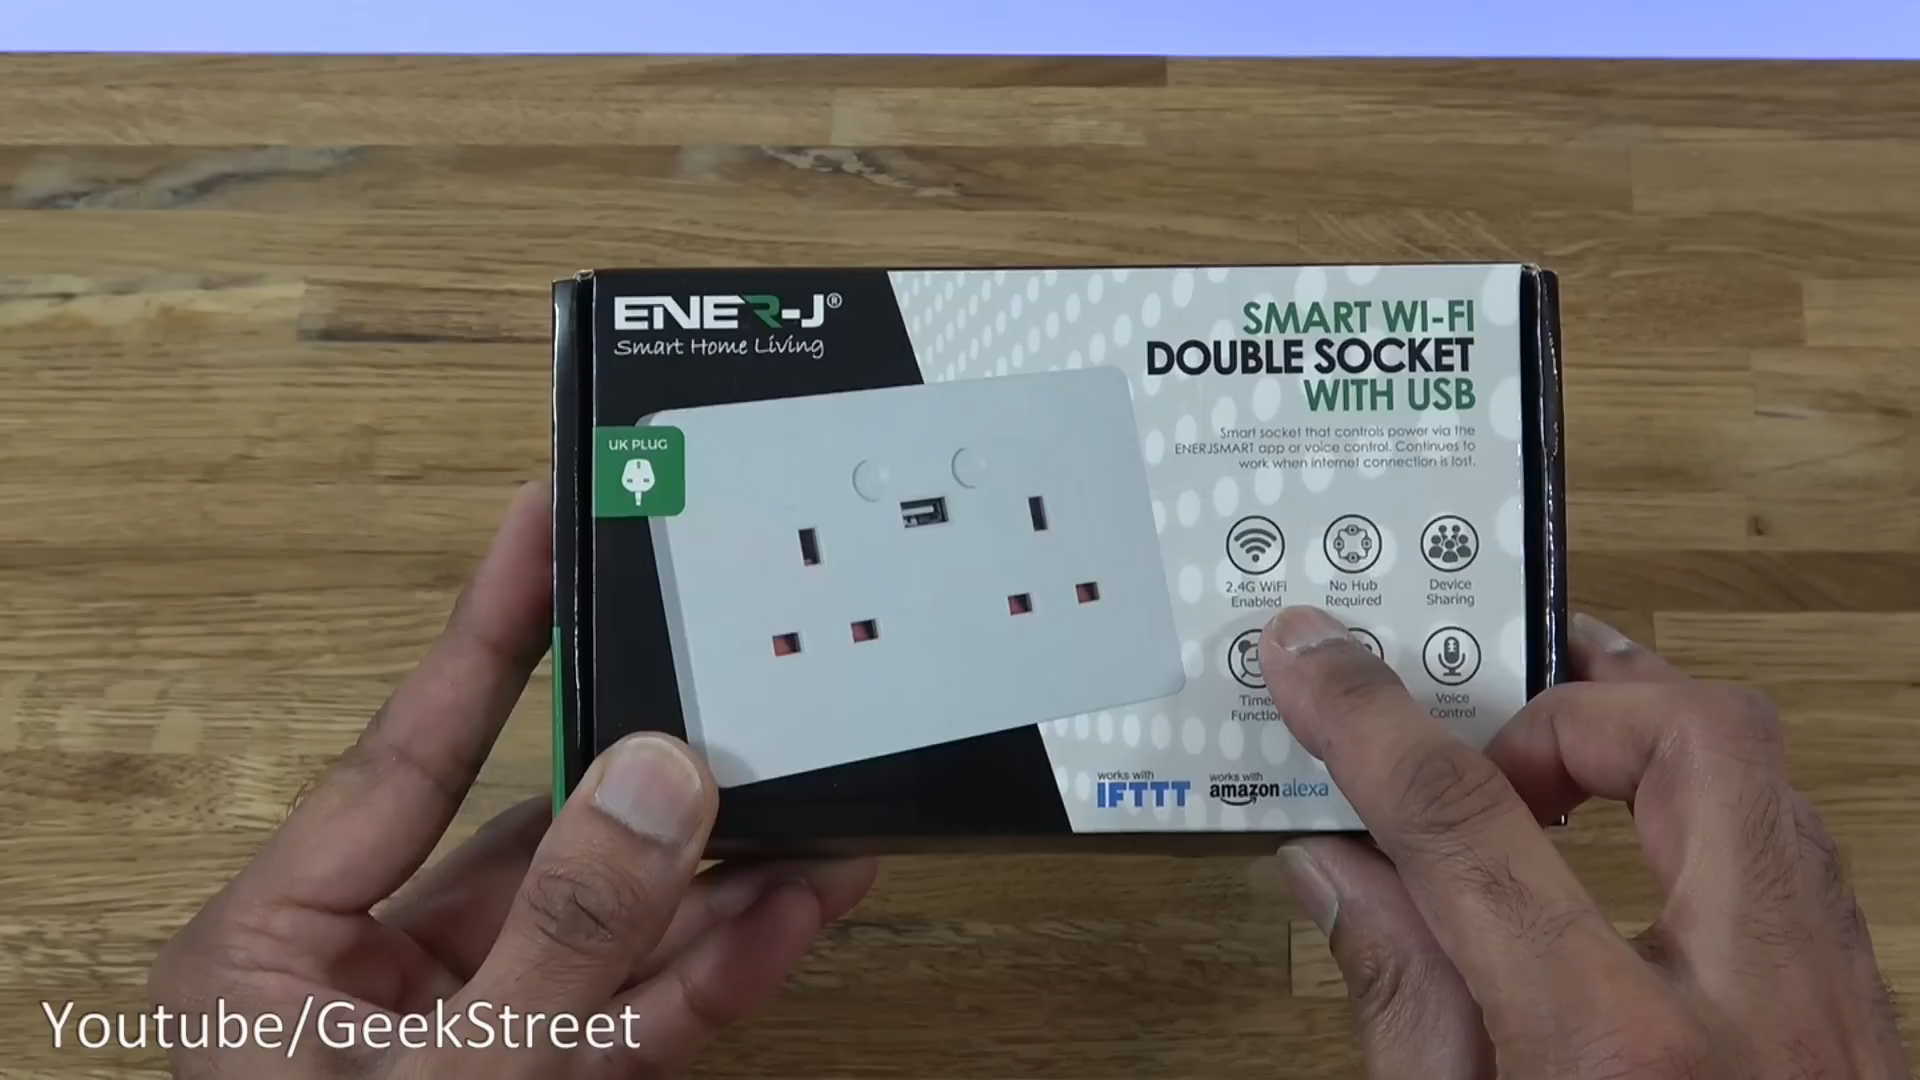 ENER-J®
Smart Home Living
UK PLUG
SMART WI-FI
DOUBLE SOCKET
WITH USB
Smart socket that controls power via the
ENERJSMART app or voice control. Continues to
work when internet connection is lost.
2.4G WiFi
Enabled
No Hub
Required
Device
Sharing
Voice
Control
works with
IFTTT
works with
amazon alexa
Youtube/GeekStreet